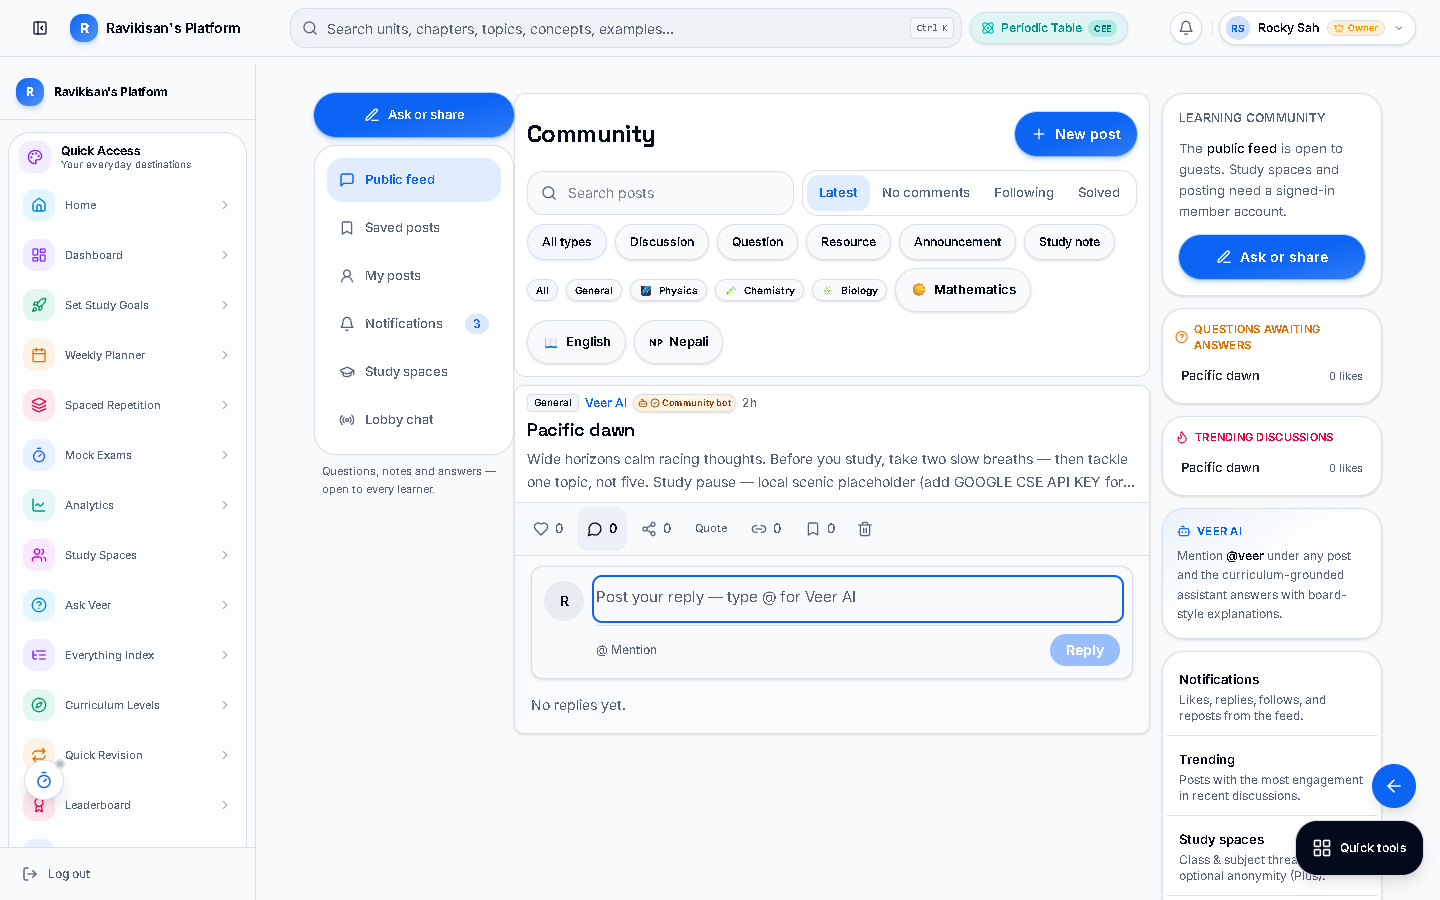 R
Ravikisan's Platform
Search units, chapters, topics, concepts, examples...
Ctrl K
Periodic Table
CEE
RS
Rocky Sah
Owner
R
Ravikisan's Platform
Quick Access
Your everyday destinations
Home
Dashboard
Set Study Goals
Weekly Planner
Spaced Repetition
Mock Exams
Analytics
Study Spaces
Ask Veer
Everything Index
Curriculum Levels
Quick Revision
Leaderboard
Log out
Ask or share
Public feed
Saved posts
My posts
Notifications
3
Study spaces
Lobby chat
Questions, notes and answers —
open to every learner.
Community
New post
Search posts
Latest
No comments
Following
Solved
All types
Discussion
Question
Resource
Announcement
Study note
All
General
Physics
Chemistry
Biology
Mathematics
English
NP Nepali
General
Veer AI
Community bot
2h
Pacific dawn
Wide horizons calm racing thoughts. Before you study, take two slow breaths — then tackle
one topic, not five. Study pause — local scenic placeholder (add GOOGLE CSE API KEY for...
0
0
0
Quote
0
0
R
Post your reply — type @ for Veer AI
@ Mention
Reply
No replies yet.
LEARNING COMMUNITY
The public feed is open to
guests. Study spaces and
posting need a signed-in
member account.
Ask or share
QUESTIONS AWAITING
ANSWERS
Pacific dawn
0 likes
TRENDING DISCUSSIONS
Pacific dawn
0 likes
VEER AI
Mention @veer under any post
and the curriculum-grounded
assistant answers with board-
style explanations.
Notifications
Likes, replies, follows, and
reposts from the feed.
Trending
Posts with the most engagement
in recent discussions.
Study spaces
Class & subject
optional anonymity (Plus).
Quick tools